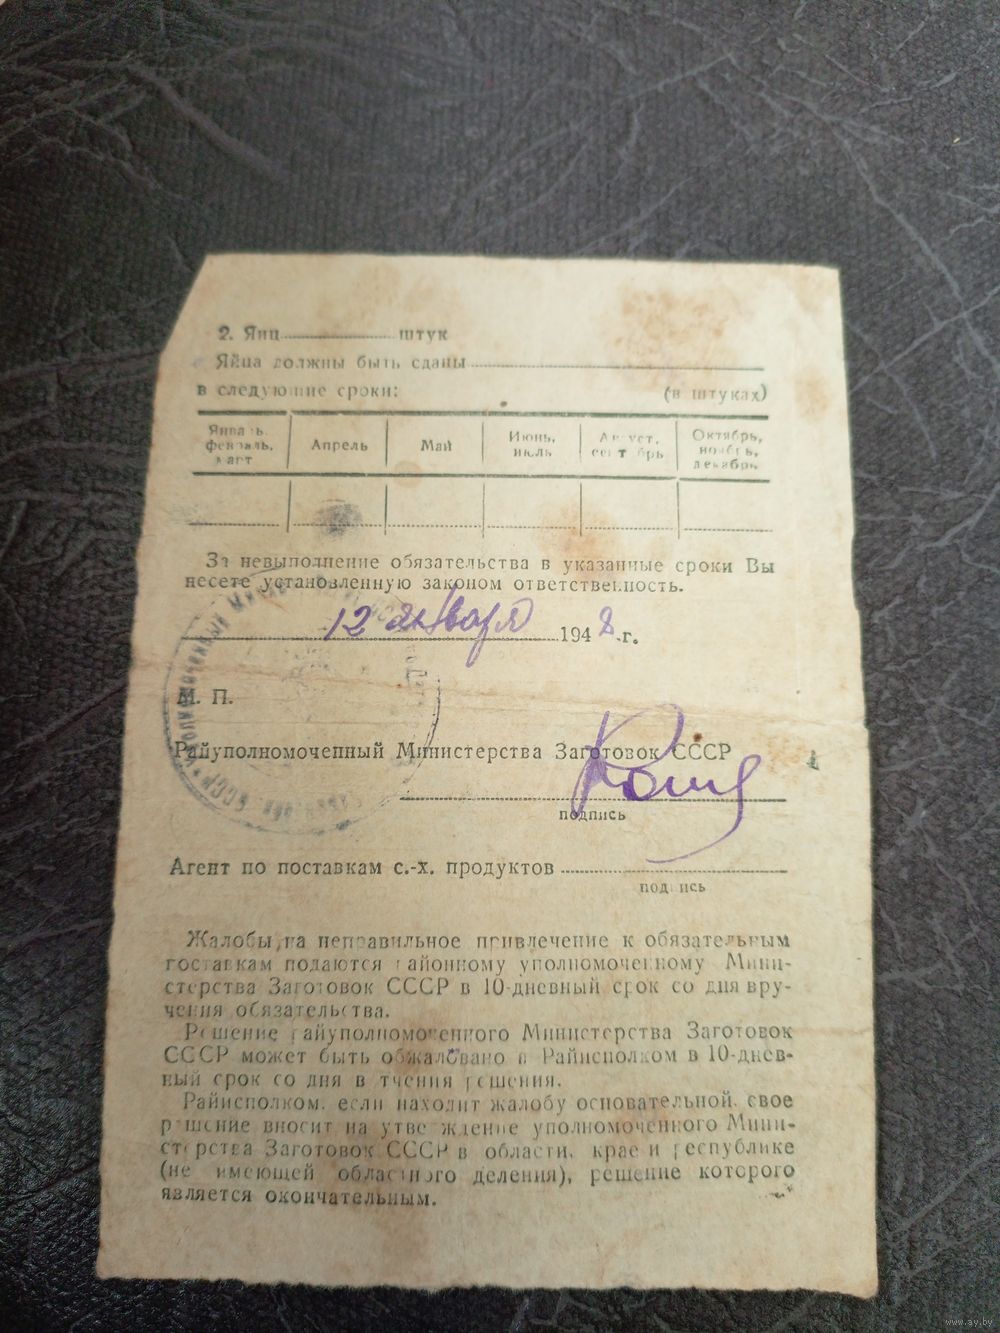 2. Яиц штук
Яйца должны быть сданы
в следующие сроки: (в штуках)
Январь, февраль, март
Апрель
Май
Июнь, июль
Август, сентябрь
Октябрь, ноябрь, декабрь
За невыполнение обязательства в указанные сроки Вы
несете установленную законом ответственность.
12 января 1948 г.
М. П.
Райуполномоченный Министерства Заготовок СССР
подпись
Агент по поставкам с.-х. продуктов
подпись
Жалобы на неправильное привлечение к обязательным
поставкам подаются районному уполномоченному Мини-
стерства Заготовок СССР в 10-дневный срок со дня вру-
чения обязательства.
Решение райуполномоченного Министерства Заготовок
СССР может быть обжаловано в Райисполком в 10-днев-
ный срок со дня вручения решения.
Райисполком, если находит жалобу основательной, свое
решение вносит на утверждение уполномоченного Мини-
стерства Заготовок СССР в области, крае и республике
(не имеющей областного деления), решение которого
является окончательным.
www.ay.by